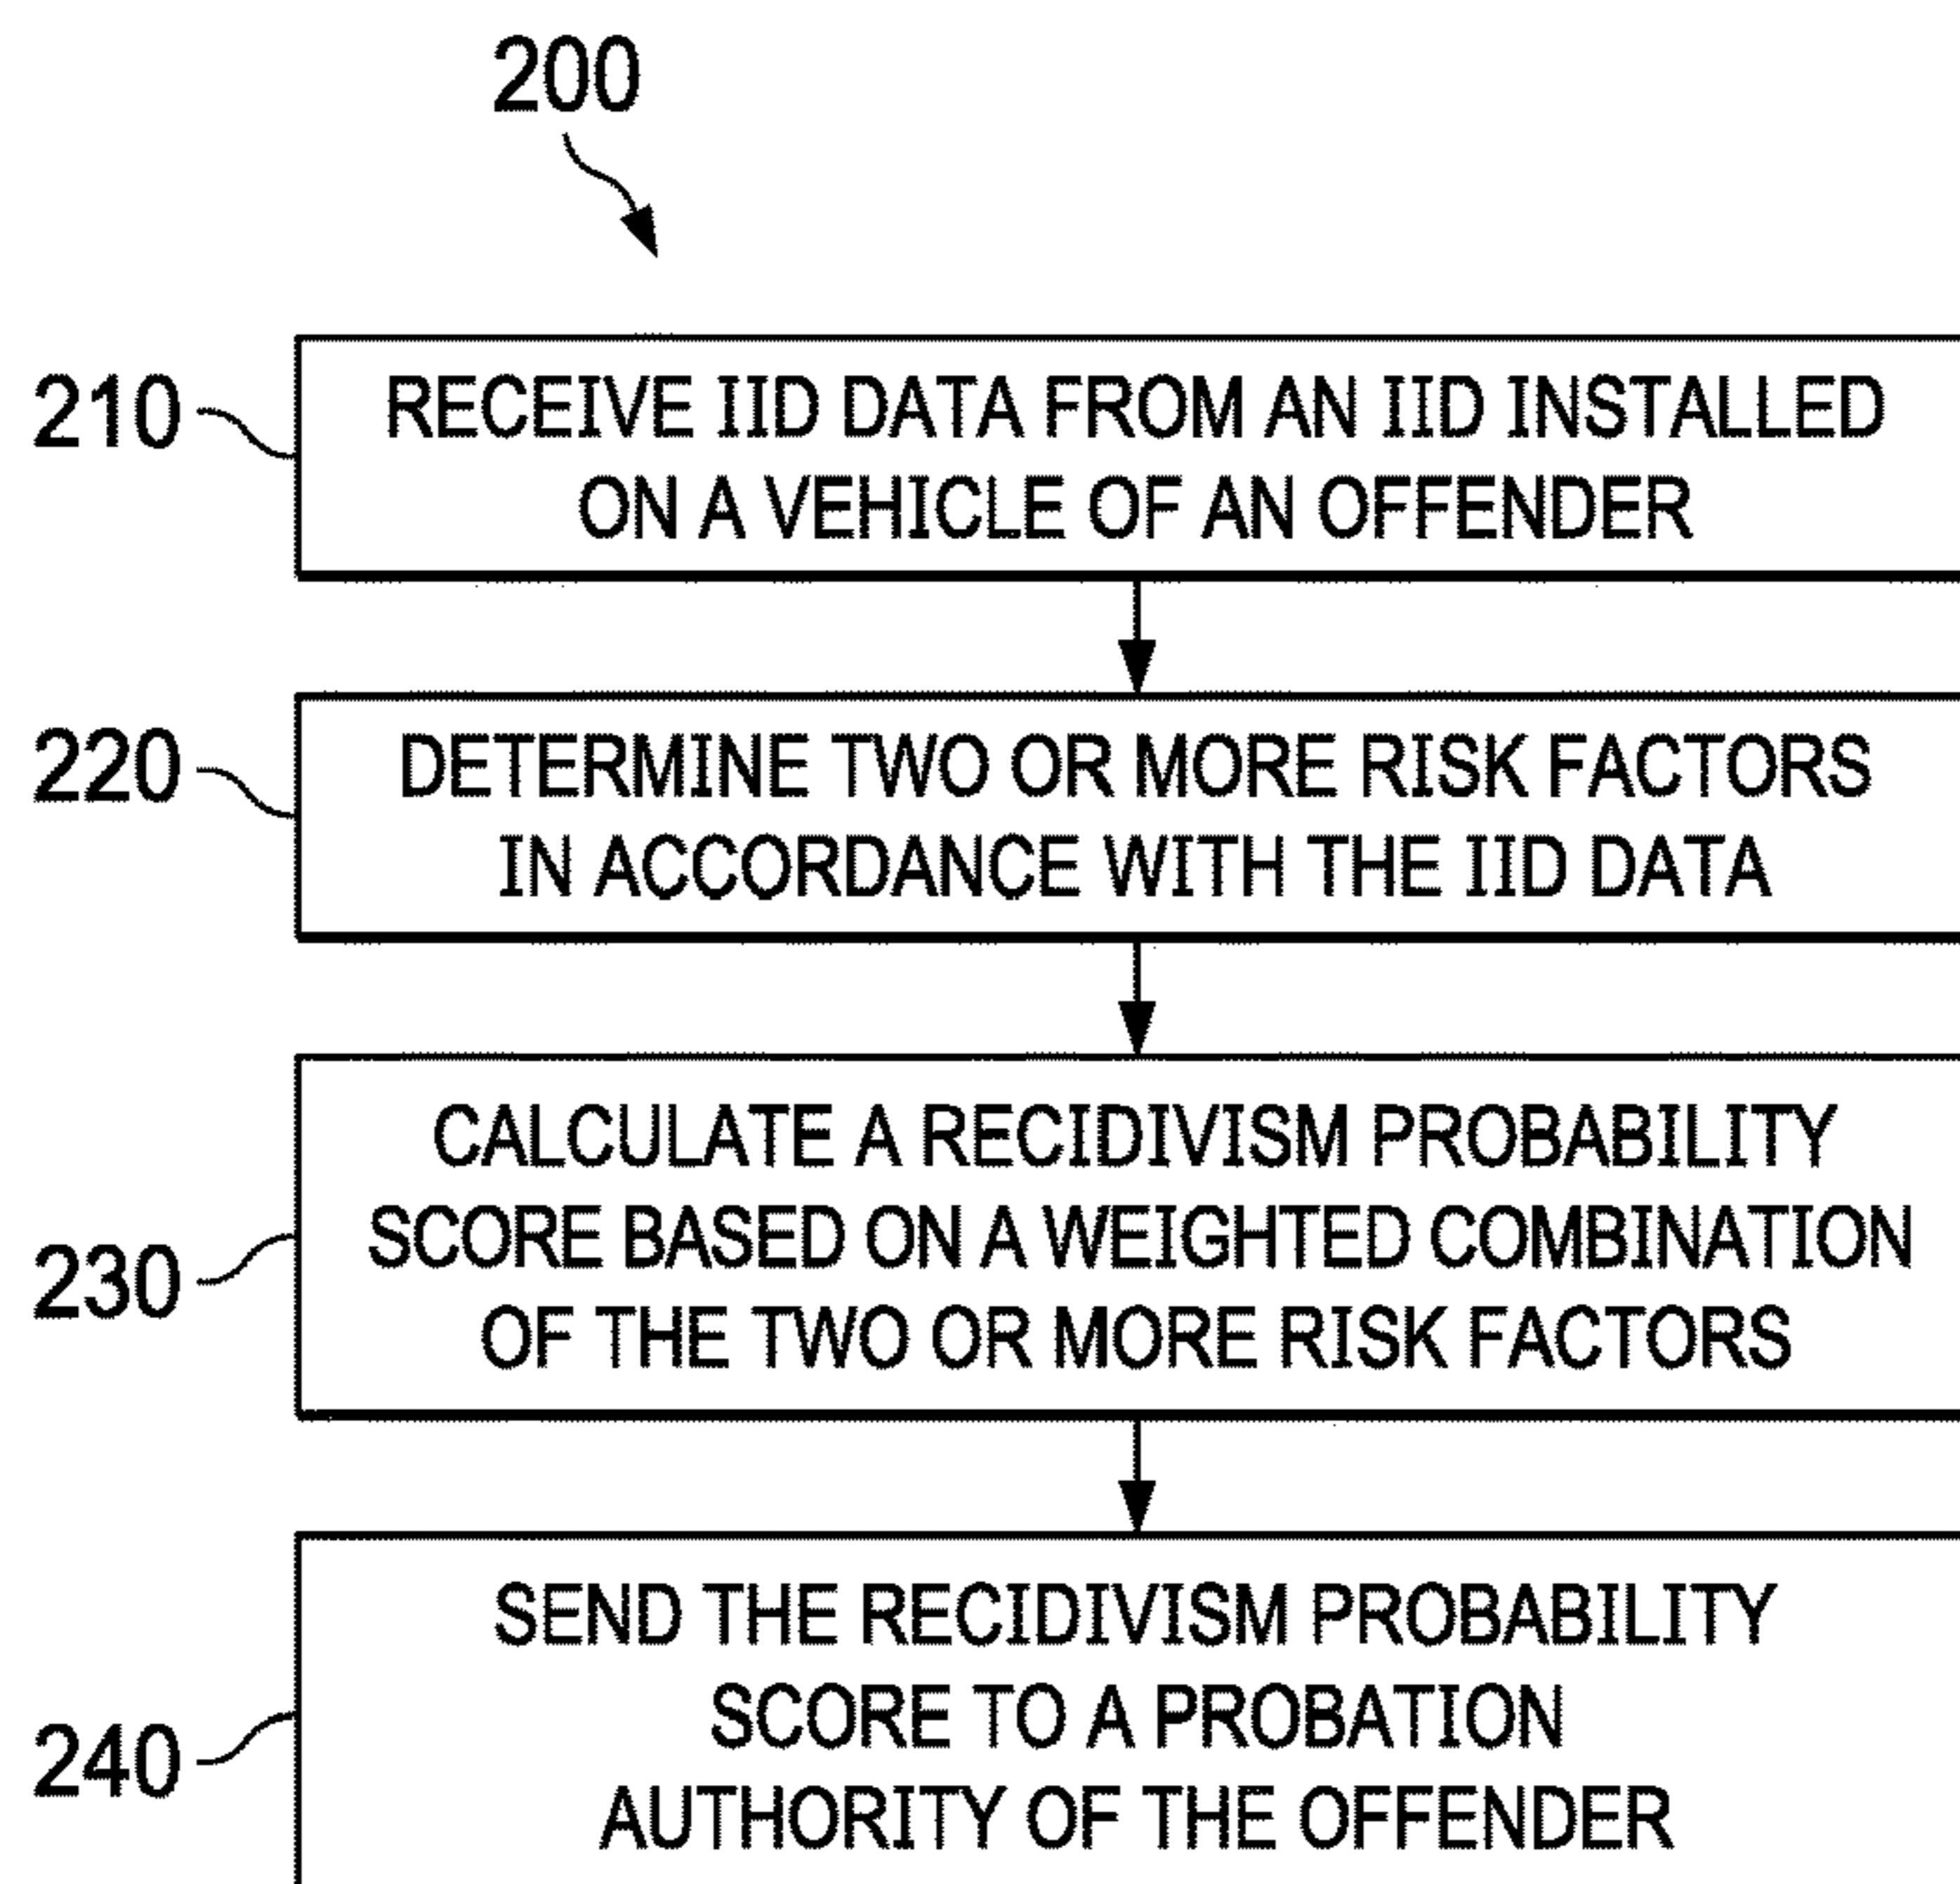 200
210
RECEIVE IID DATA FROM AN IID INSTALLED
ON A VEHICLE OF AN OFFENDER
220
DETERMINE TWO OR MORE RISK FACTORS
IN ACCORDANCE WITH THE IID DATA
230
CALCULATE A RECIDIVISM PROBABILITY
SCORE BASED ON A WEIGHTED COMBINATION
OF THE TWO OR MORE RISK FACTORS
240
SEND THE RECIDIVISM PROBABILITY
SCORE TO A PROBATION
AUTHORITY OF THE OFFENDER